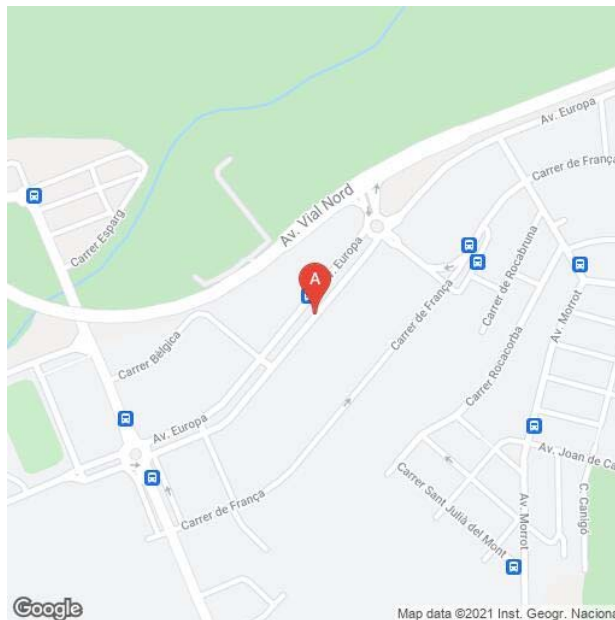 Av. Europa
Carrer de França
Av. Vial Nord
Carrer Esparg
Av. Europa
A
Carrer de Rocabruna
Carrer de França
Av. Morrot
Carrer Bèlgica
Carrer Rocacorba
Av. Europa
Av. Joan de Ca
Carrer Sant Julià del Mont
Carrer de França
Av. Morrot
C. Canigó
Google
Map data ©2021 Inst. Geogr. Naciona